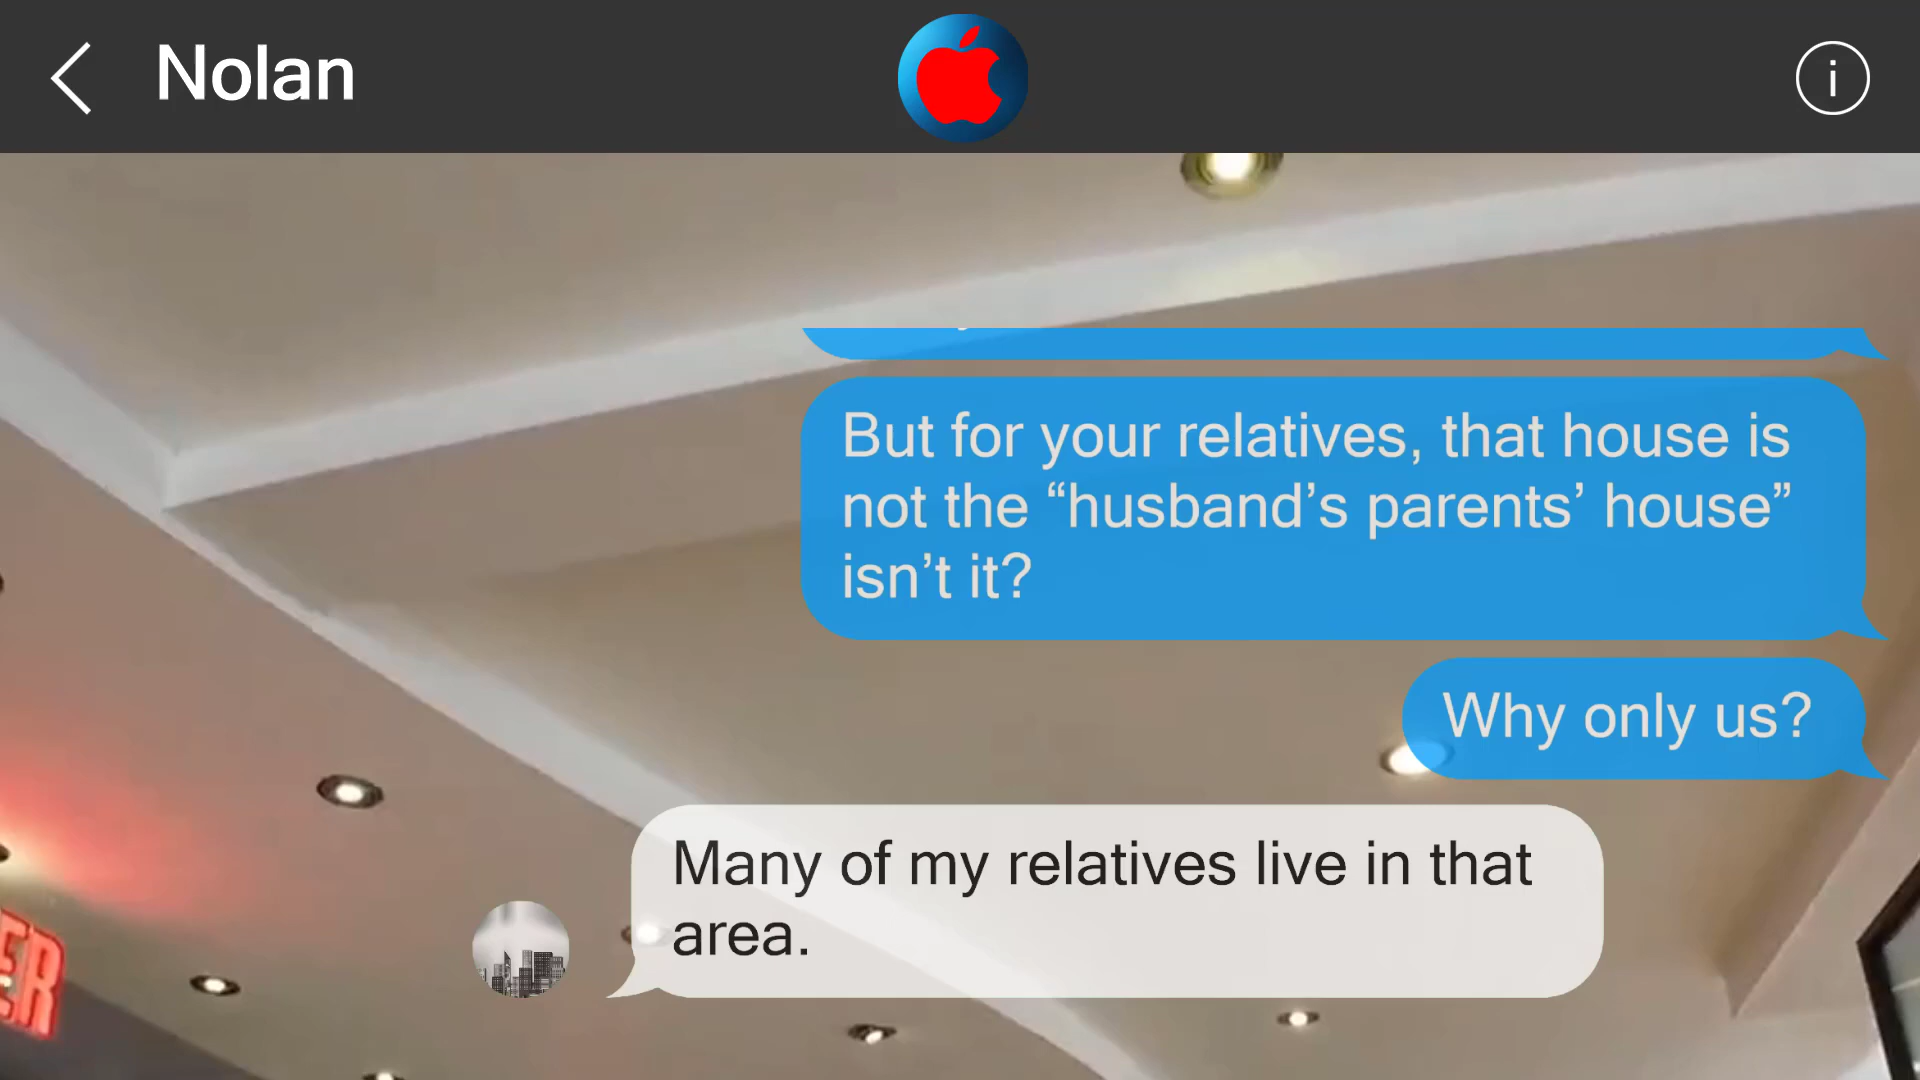 Nolan
i
But for your relatives, that house is
not the “husband’s parents’ house”
isn’t it?
Why only us?
Many of my relatives live in that
area.
ER